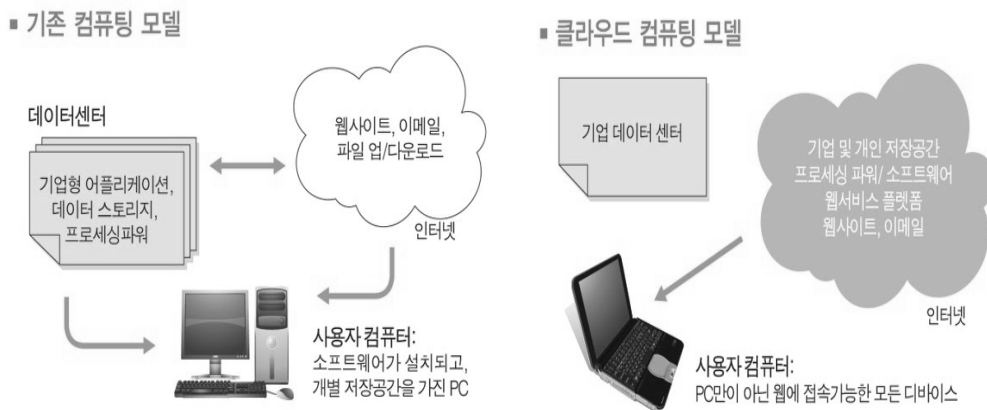 ▪ 기존 컴퓨팅 모델
데이터센터
기업형 어플리케이션,
데이터 스토리지,
프로세싱파워
웹사이트, 이메일,
파일 업/다운로드
인터넷
사용자 컴퓨터:
소프트웨어가 설치되고,
개별 저장공간을 가진 PC
▪ 클라우드 컴퓨팅 모델
기업 데이터 센터
기업 및 개인 저장공간
프로세싱 파워/ 소프트웨어
웹서비스 플렛폼
웹사이트, 이메일
인터넷
사용자 컴퓨터:
PC만이 아닌 웹에 접속가능한 모든 디바이스